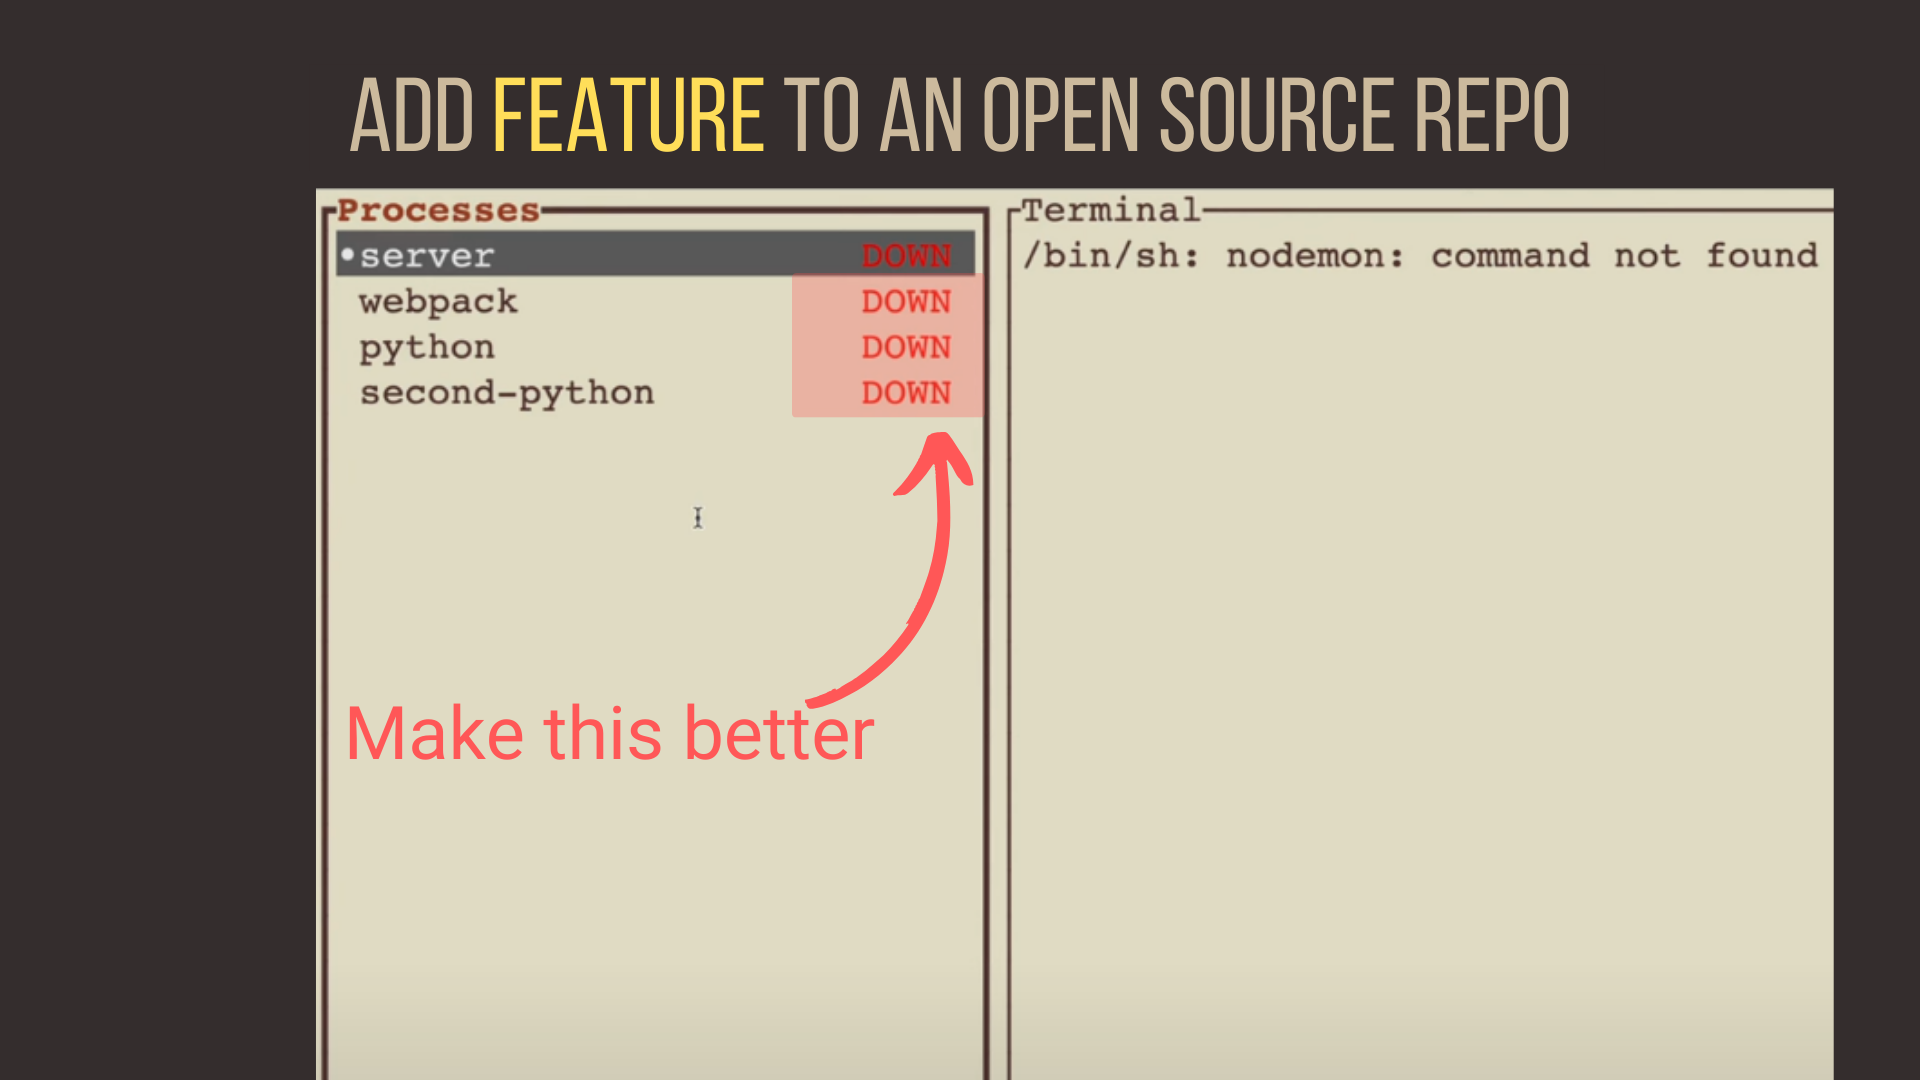 ADD FEATURE TO AN OPEN SOURCE REPO
Processes
•server DOWN
webpack DOWN
python DOWN
second-python DOWN
Terminal
/bin/sh: nodemon: command not found
Make this better